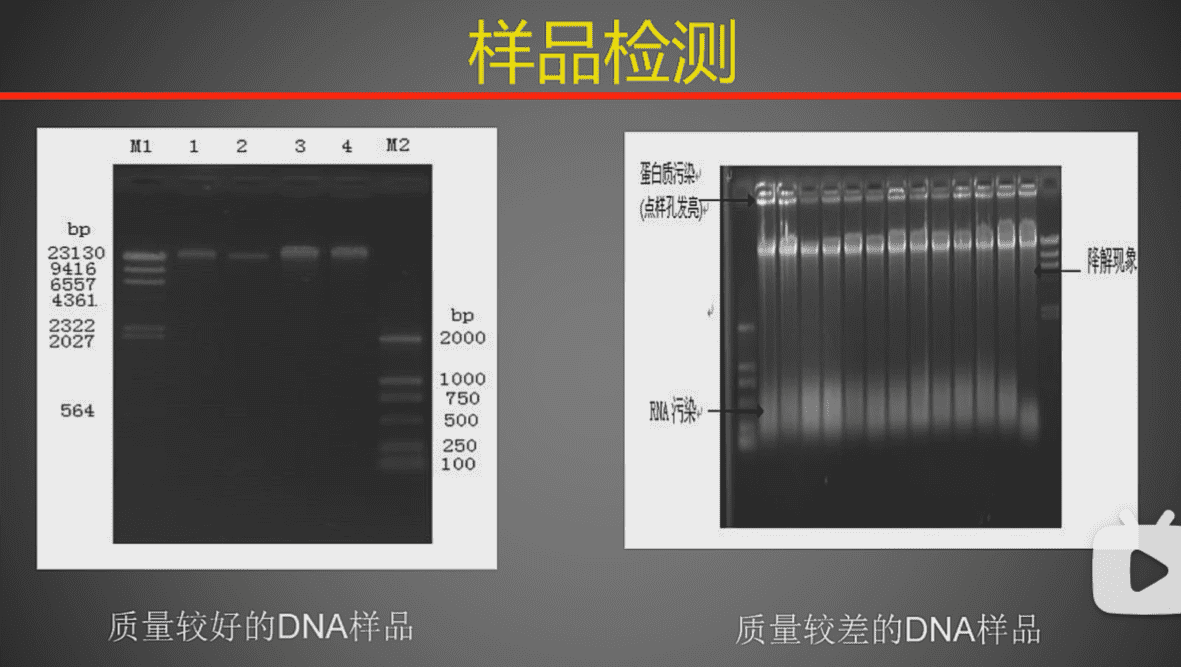 样品检测
M1 1 2 3 4 M2
bp
23130
9416
6557
4361
2322
2027
564
bp
2000
1000
750
500
250
100
质量较好的DNA样品
蛋白质污染
(点样孔发亮)
降解现象
RNA 污染
质量较差的DNA样品